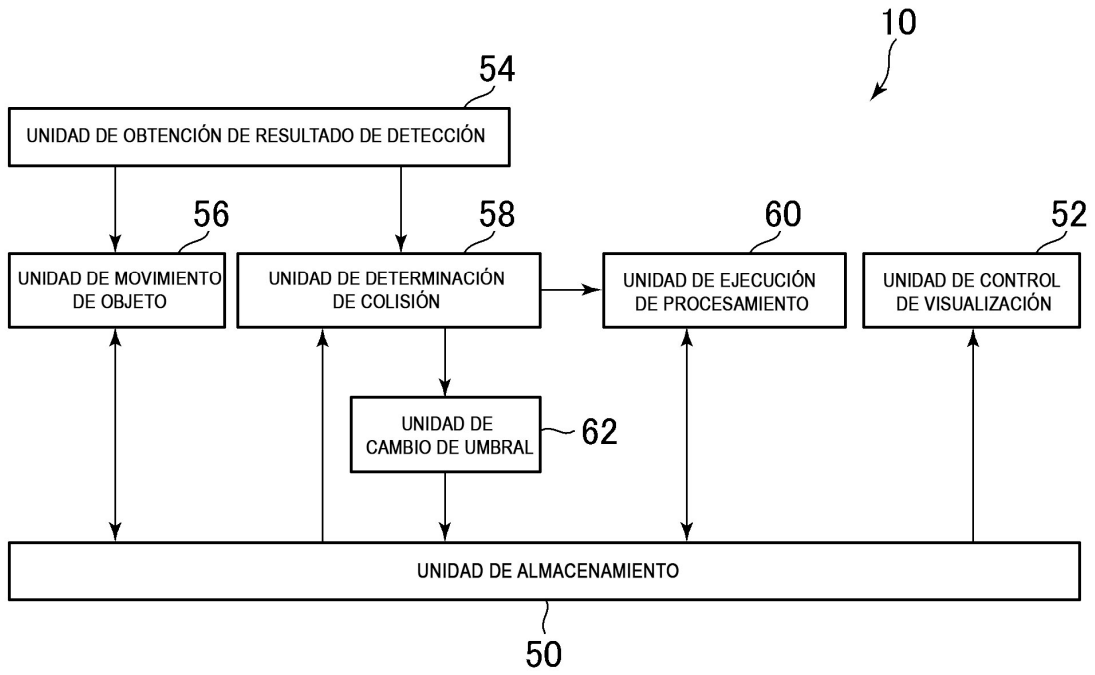 10
54
UNIDAD DE OBTENCIÓN DE RESULTADO DE DETECCIÓN
56
UNIDAD DE MOVIMIENTO
DE OBJETO
58
UNIDAD DE DETERMINACIÓN
DE COLISIÓN
60
UNIDAD DE EJECUCIÓN
DE PROCESAMIENTO
52
UNIDAD DE CONTROL
DE VISUALIZACIÓN
UNIDAD DE
CAMBIO DE UMBRAL
62
UNIDAD DE ALMACENAMIENTO
50